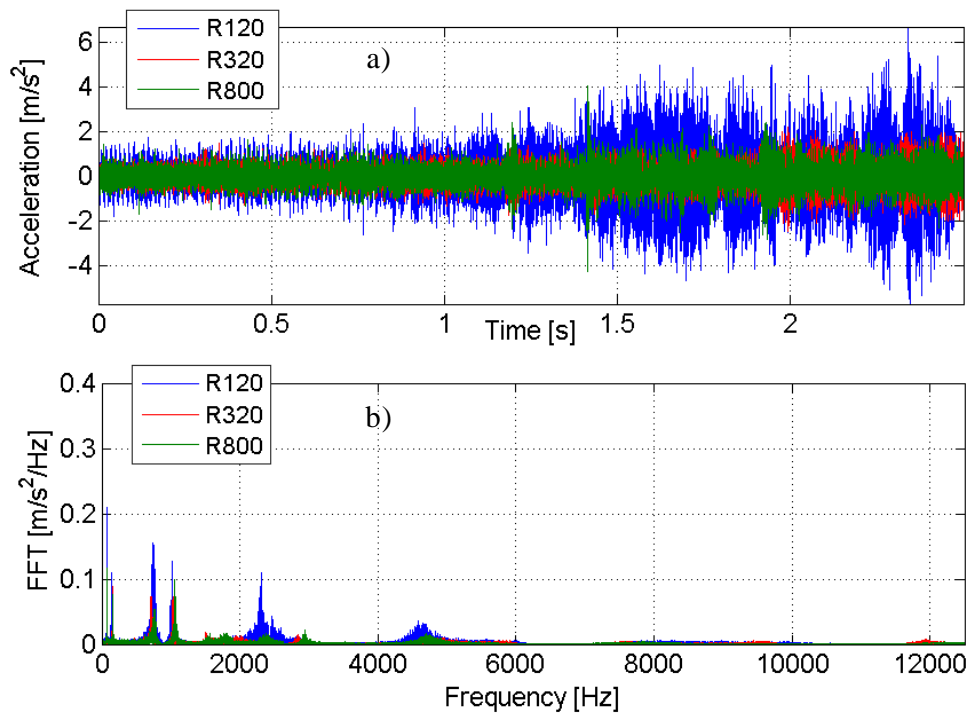 R120
R320
R800
a)
6
4
2
0
-2
-4
Acceleration [m/s²]
0
0.5
1
1.5
2
Time [s]
R120
R320
R800
b)
0.4
0.3
0.2
0.1
0
FFT [m/s²/Hz]
0
2000
4000
6000
8000
10000
12000
Frequency [Hz]